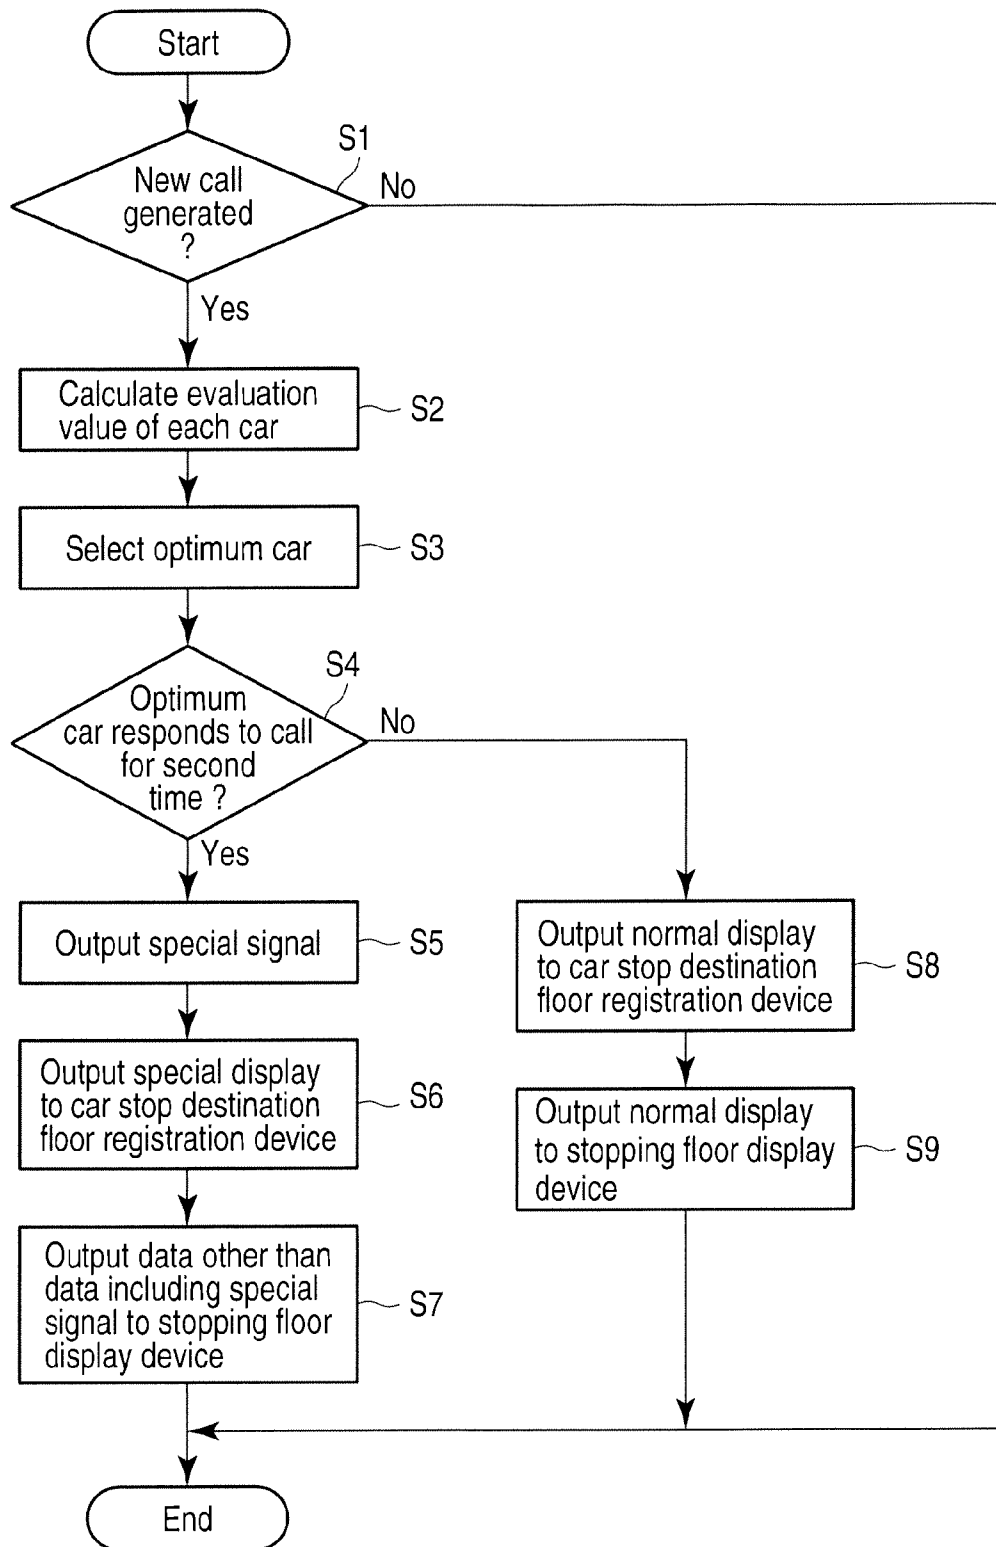 Start
S1
New call
generated
?
No
Yes
Calculate evaluation
value of each car
S2
Select optimum car
S3
S4
Optimum
car responds to call
for second
time ?
No
Yes
Output special signal
S5
Output normal display
to car stop destination
floor registration device
S8
Output special display
to car stop destination
floor registration device
S6
Output normal display
to stopping floor display
device
S9
Output data other than
data including special
signal to stopping floor
display device
S7
End